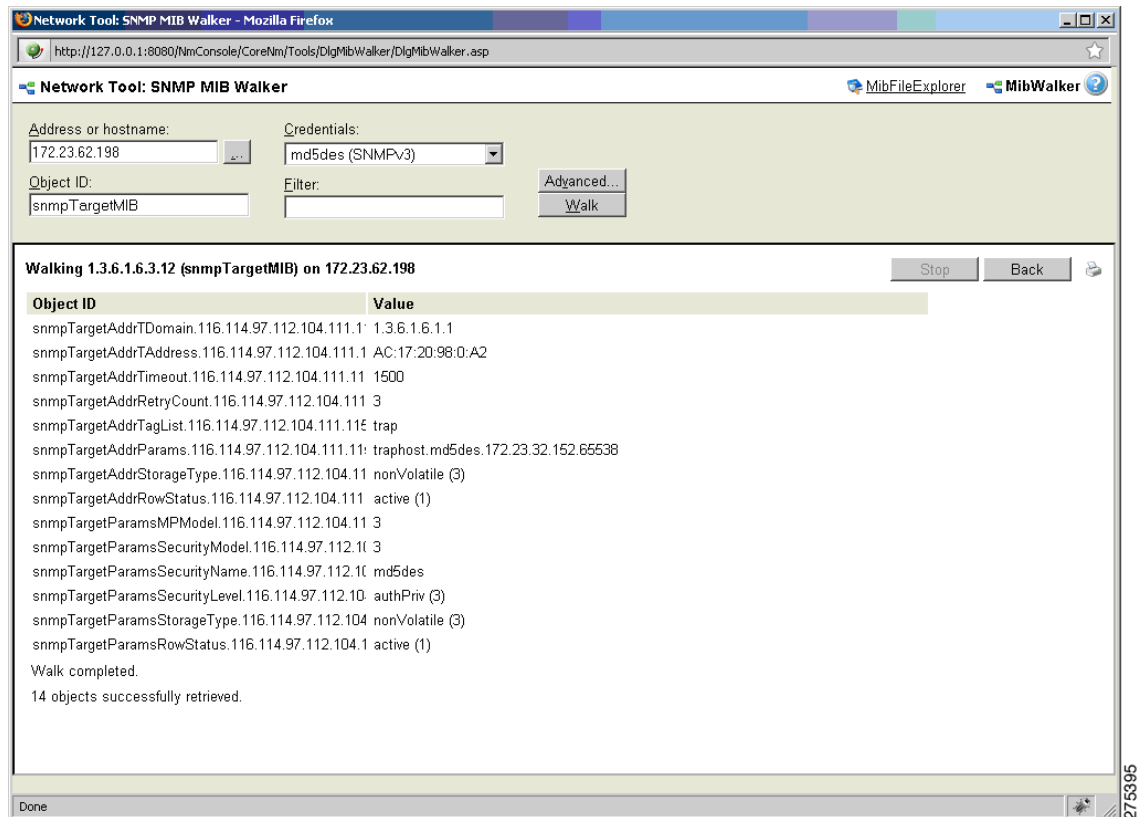 Network Tool: SNMP MIB Walker - Mozilla Firefox
http://127.0.0.1:8080/NmConsole/CoreNm/Tools/DlgMibWalker/DlgMibWalker.asp
Network Tool: SNMP MIB Walker MibFileExplorer MibWalker ?
Address or hostname: Credentials:
172.23.62.198 ... md5des (SNMPv3)
Object ID: Filter: Advanced...
snmpTargetMIB Walk
Walking 1.3.6.1.6.3.12 (snmpTargetMIB) on 172.23.62.198 Stop Back
Object ID Value
snmpTargetAddrTDomain.116.114.97.112.104.111.1 1.3.6.1.6.1.1
snmpTargetAddrTAddress.116.114.97.112.104.111.1 AC:17:20:98:0:A2
snmpTargetAddrTimeout.116.114.97.112.104.111.11 1500
snmpTargetAddrRetryCount.116.114.97.112.104.111 3
snmpTargetAddrTagList.116.114.97.112.104.111.115 trap
snmpTargetAddrParams.116.114.97.112.104.111.11 traphost.md5des.172.23.32.152.65538
snmpTargetAddrStorageType.116.114.97.112.104.11 nonVolatile (3)
snmpTargetAddrRowStatus.116.114.97.112.104.111 active (1)
snmpTargetParamsMPModel.116.114.97.112.104.11 3
snmpTargetParamsSecurityModel.116.114.97.112.1 3
snmpTargetParamsSecurityName.116.114.97.112.1 md5des
snmpTargetParamsSecurityLevel.116.114.97.112.10 authPriv (3)
snmpTargetParamsStorageType.116.114.97.112.104 nonVolatile (3)
snmpTargetParamsRowStatus.116.114.97.112.104.1 active (1)
Walk completed.
14 objects successfully retrieved.
Done
275395